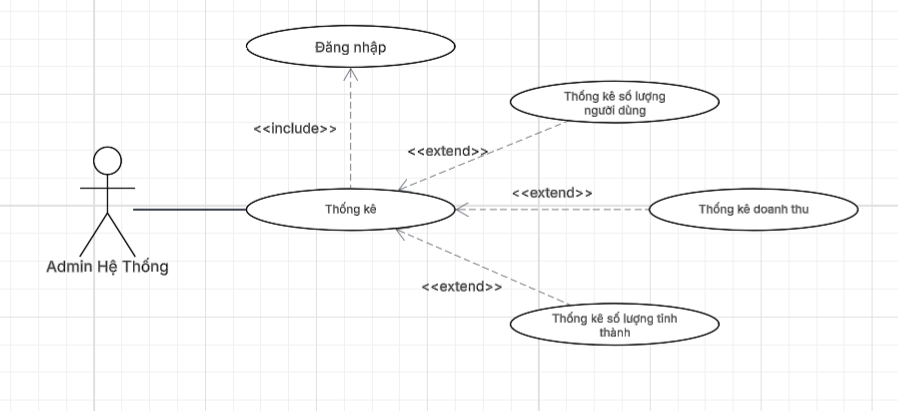 Đăng nhập
Thống kê số lượng
người dùng
<<include>>
<<extend>>
<<extend>>
Thống kê
Thống kê doanh thu
Admin Hệ Thống
<<extend>>
Thống kê số lượng tỉnh
thành